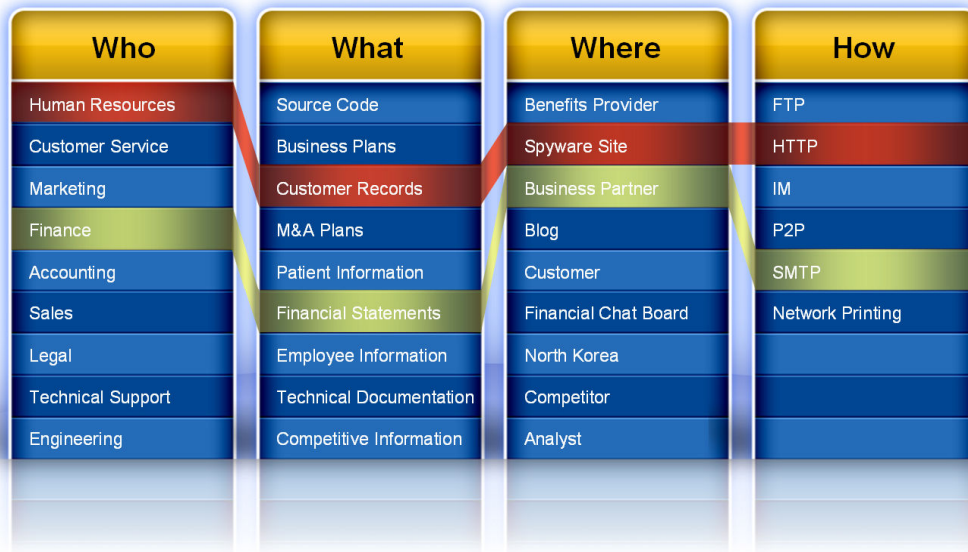 Who
Human Resources
Customer Service
Marketing
Finance
Accounting
Sales
Legal
Technical Support
Engineering
What
Source Code
Business Plans
Customer Records
M&A Plans
Patient Information
Financial Statements
Employee Information
Technical Documentation
Competitive Information
Where
Benefits Provider
Spyware Site
Business Partner
Blog
Customer
Financial Chat Board
North Korea
Competitor
Analyst
How
FTP
HTTP
IM
P2P
SMTP
Network Printing